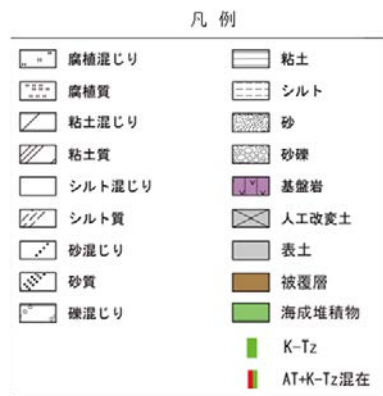 凡 例
腐植混じり
腐植質
粘土混じり
粘土質
シルト混じり
シルト質
砂混じり
砂質
礫混じり
粘土
シルト
砂
砂礫
基盤岩
人工改変土
表土
被覆層
海成堆積物
K-Tz
AT+K-Tz混在